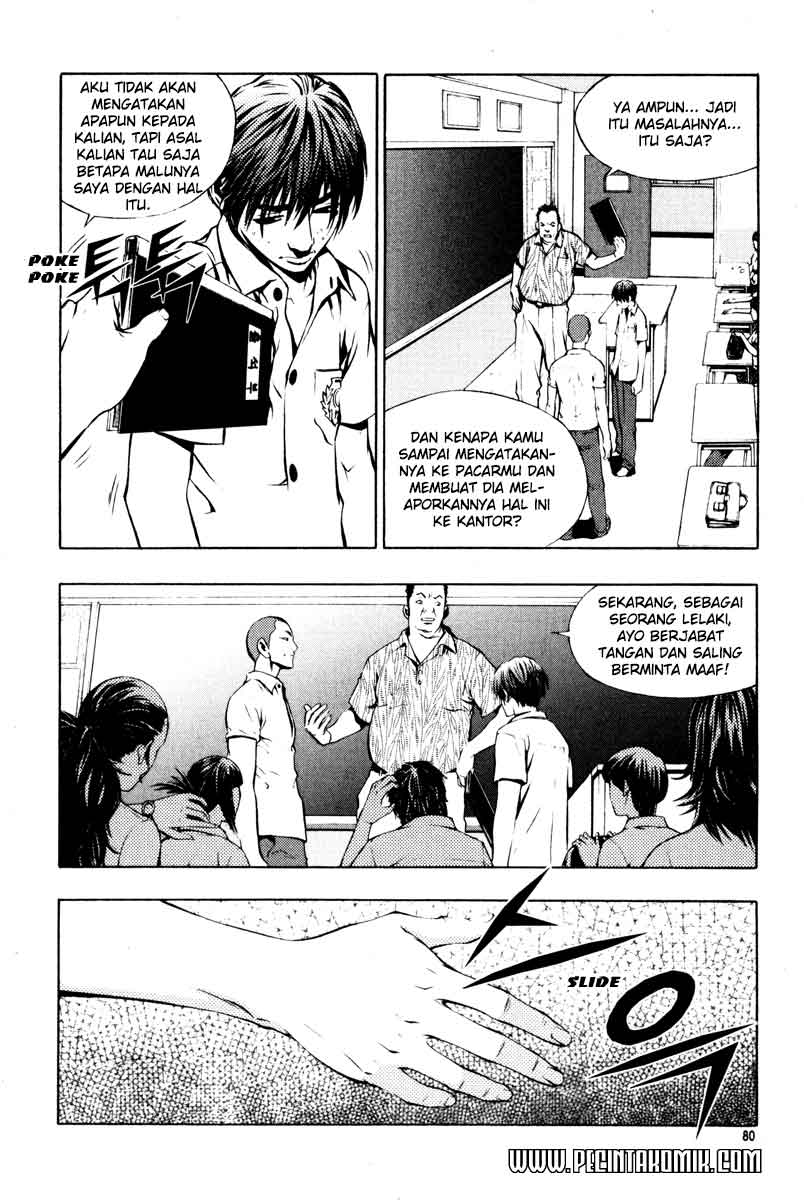 AKU TIDAK AKAN
MENGATAKAN
APAPUN KEPADA
KALIAN, TAPI ASAL
KALIAN TAU SAJA
BETAPA MALUNYA
SAYA DENGAN HAL
ITU.
POKE
POKE
YA AMPUN... JADI
ITU MASALAHNYA...
ITU SAJA?
DAN KENAPA KAMU
SAMPAI MENGATAKAN-
NYA KE PACARMU DAN
MEMBUAT DIA MEL-
APORKANNYA HAL INI
KE KANTOR?
SEKARANG, SEBAGAI
SEORANG LELAKI,
AYO BERJABAT
TANGAN DAN SALING
BERMINTA MAAF!
스윽
SLIDE
80
WWW.PECINTAKOMIK.COM